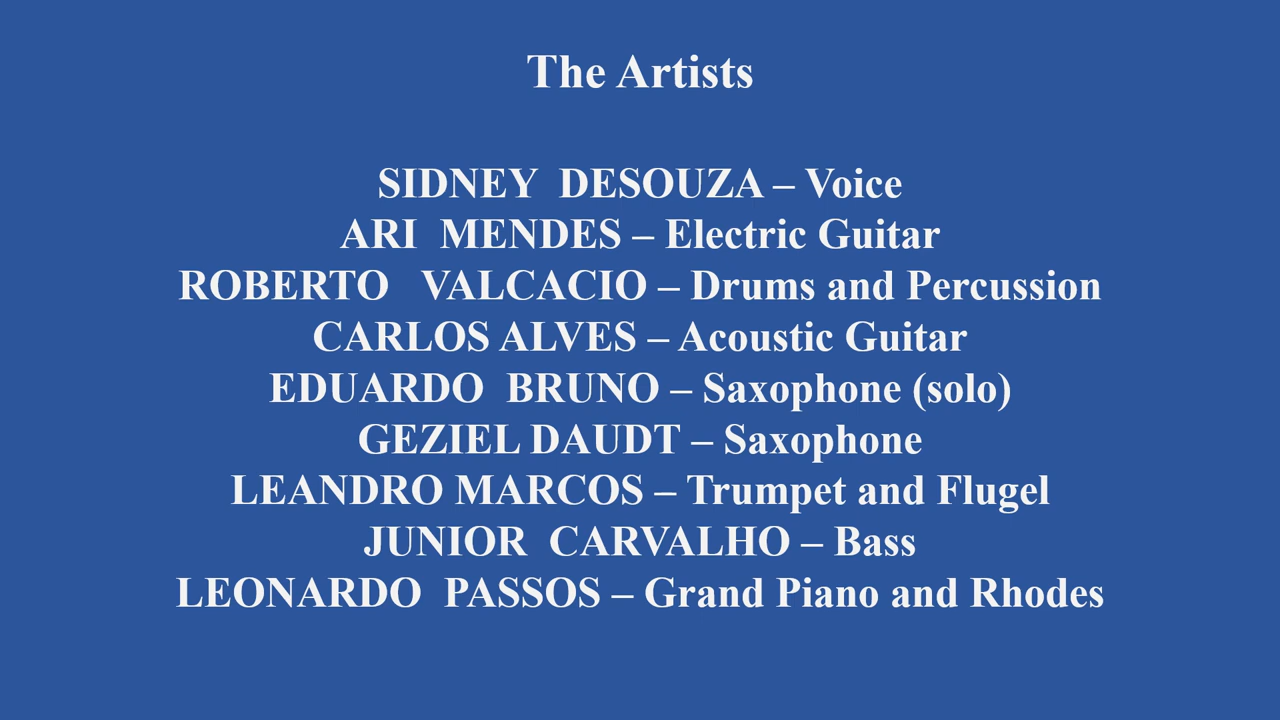 The Artists
SIDNEY DESOUZA – Voice
ARI MENDES – Electric Guitar
ROBERTO VALCACIO – Drums and Percussion
CARLOS ALVES – Acoustic Guitar
EDUARDO BRUNO – Saxophone (solo)
GEZIEL DAUDT – Saxophone
LEANDRO MARCOS – Trumpet and Flugel
JUNIOR CARVALHO – Bass
LEONARDO PASSOS – Grand Piano and Rhodes